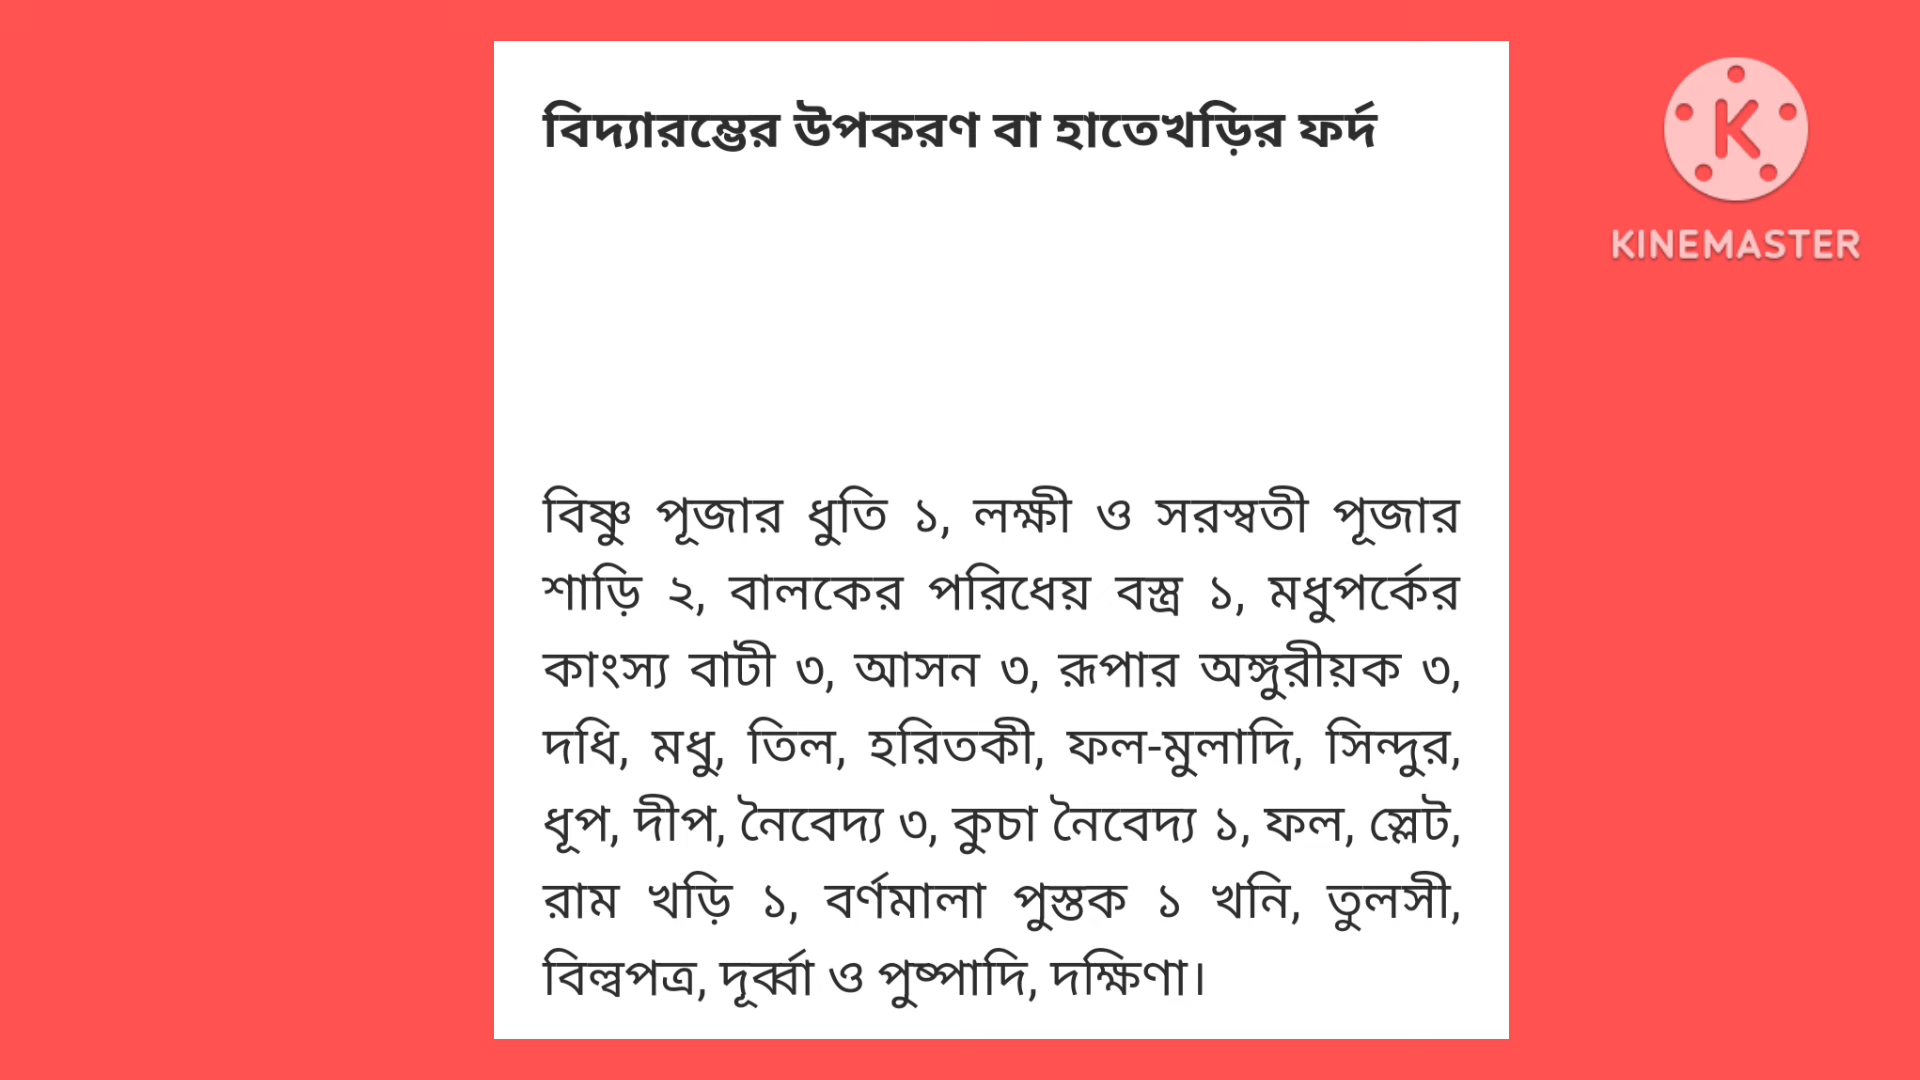 বিদ্যারম্ভের উপকরণ বা হাতেখড়ির ফর্দ
K
KINEMASTER
বিষ্ণু পূজার ধুতি ১, লক্ষী ও সরস্বতী পূজার
শাড়ি ২, বালকের পরিধেয় বস্ত্র ১, মধুপর্কের
কাংস্য বাটী ৩, আসন ৩, রূপার অঙ্গুরীয়ক ৩,
দধি, মধু, তিল, হরিতকী, ফল-মুলাদি, সিন্দুর,
ধূপ, দীপ, নৈবেদ্য ৩, কুচা নৈবেদ্য ১, ফল, স্লেট,
রাম খড়ি ১, বর্ণমালা পুস্তক ১ খনি, তুলসী,
বিল্বপত্র, দূর্ব্বা ও পুষ্পাদি, দক্ষিণা।